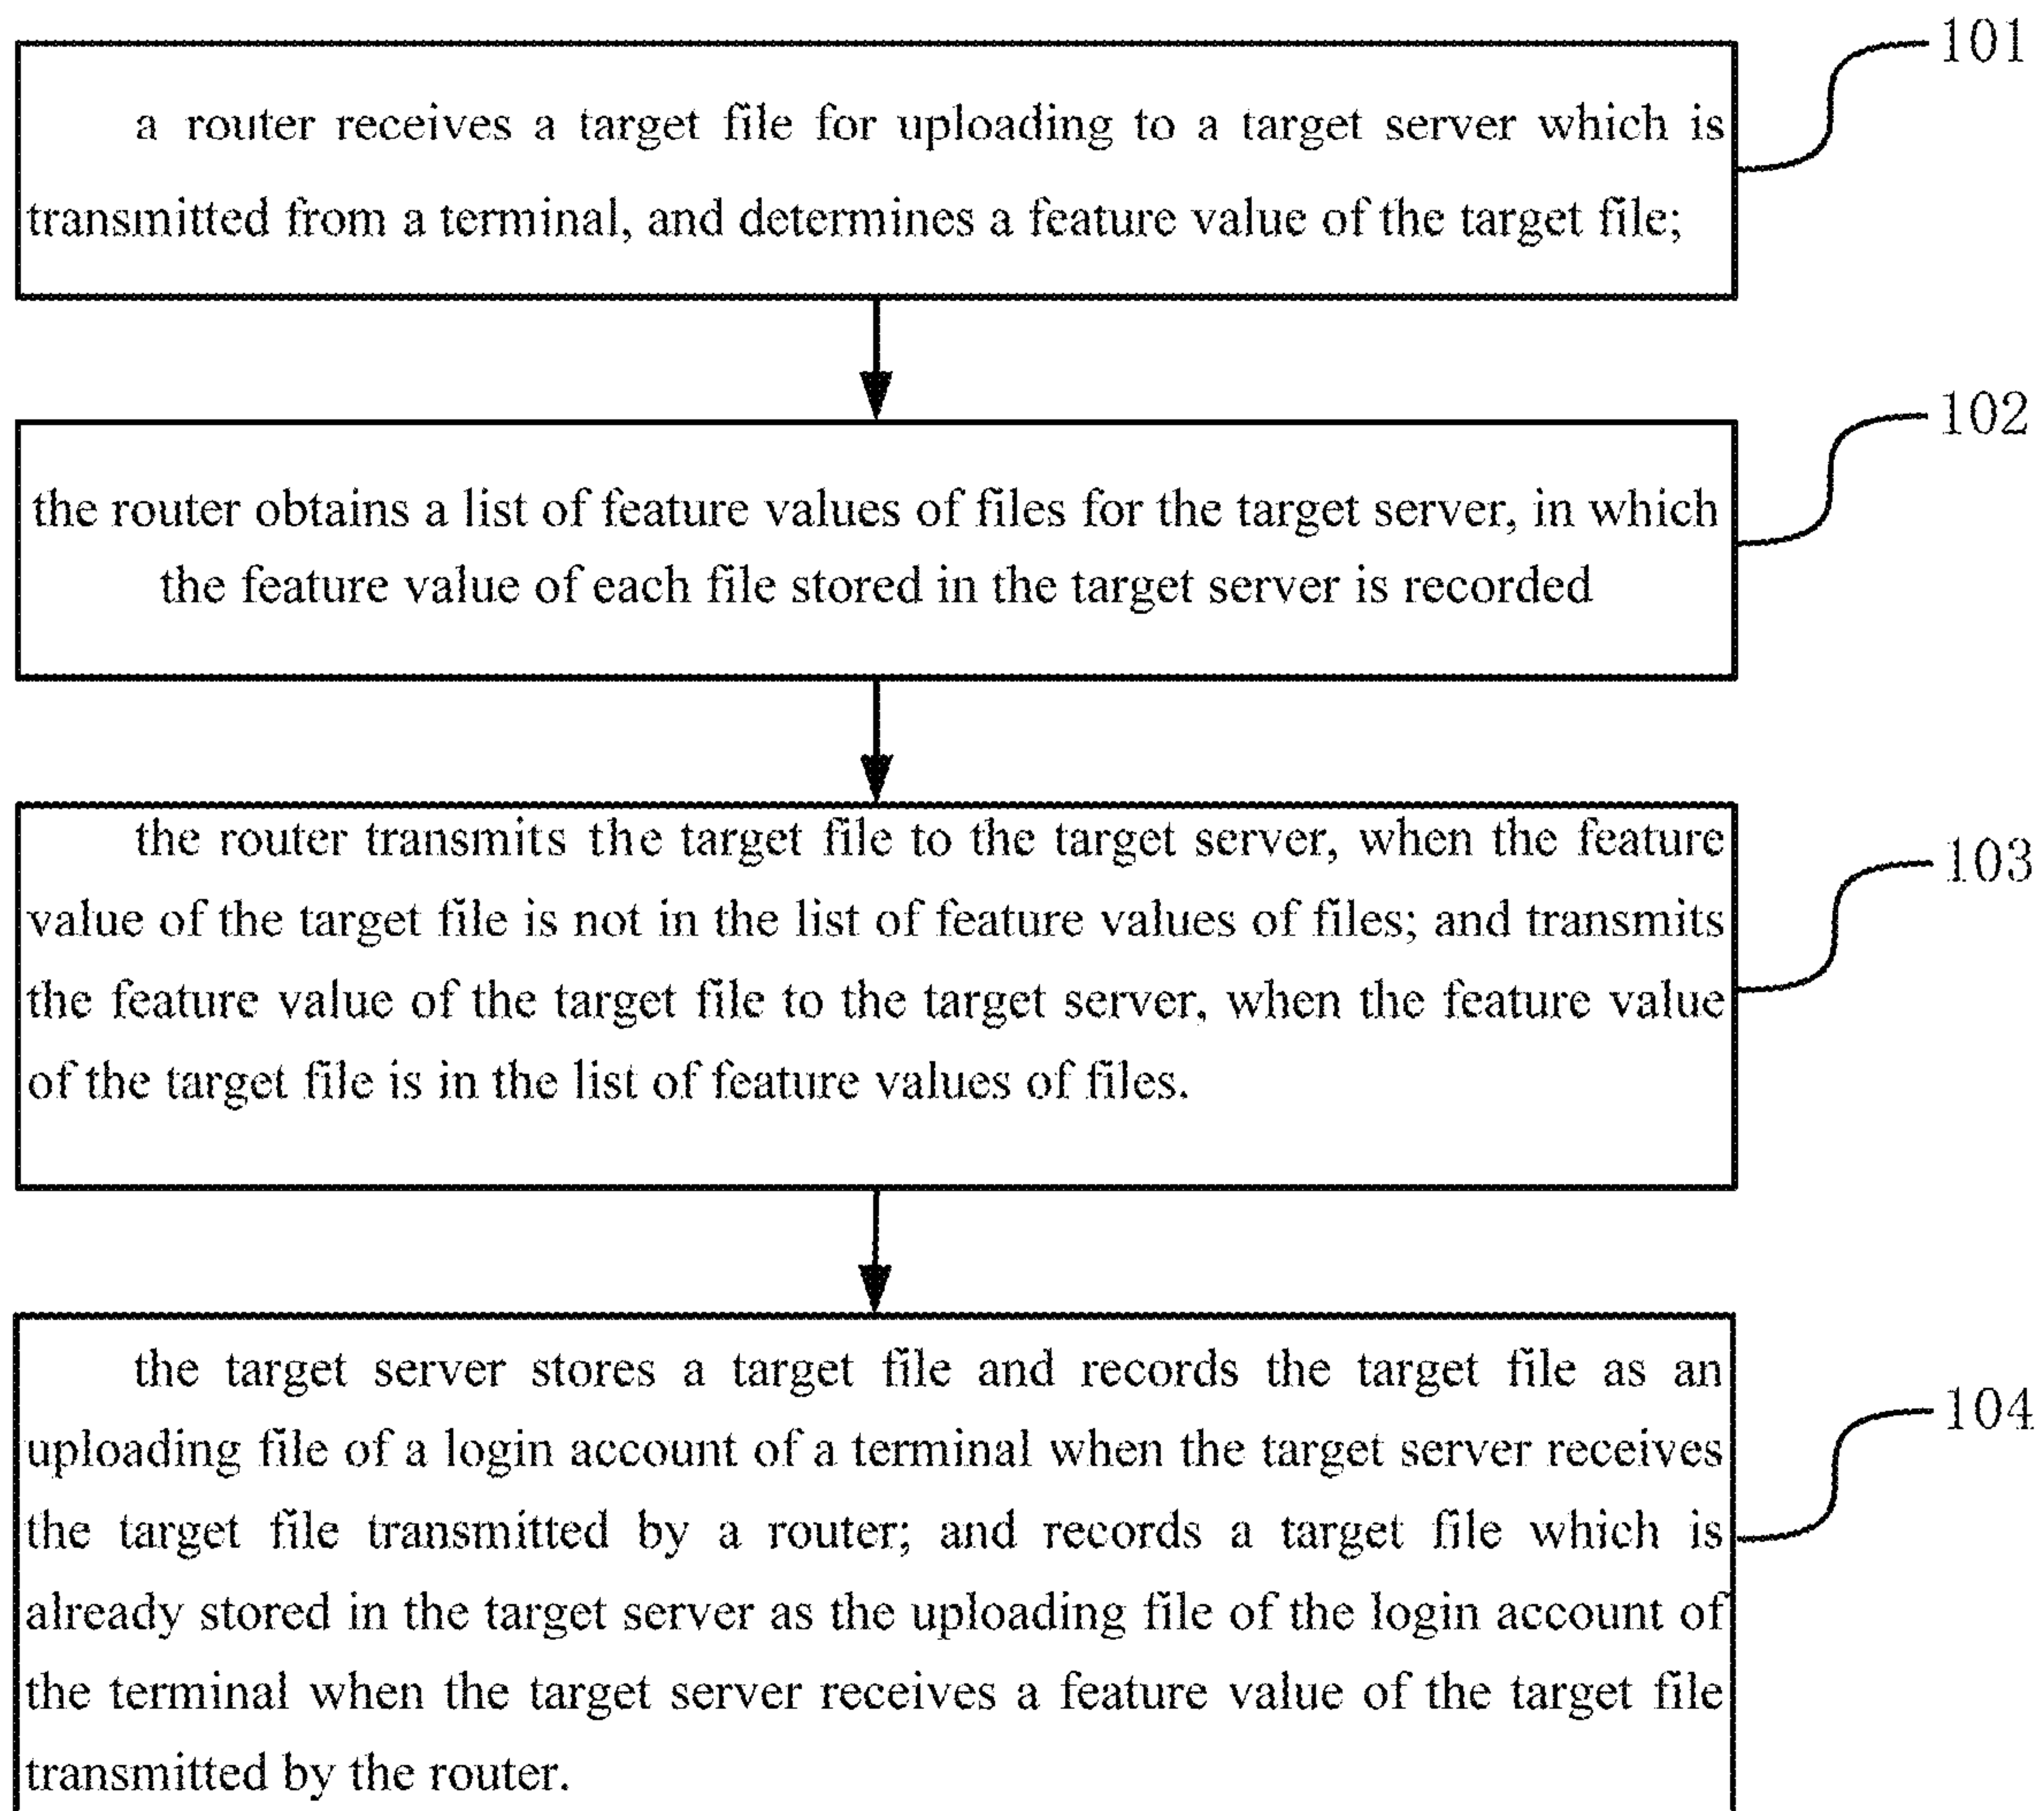 101
a router receives a target file for uploading to a target server which is
transmitted from a terminal, and determines a feature value of the target file;
102
the router obtains a list of feature values of files for the target server, in which
the feature value of each file stored in the target server is recorded
the router transmits the target file to the target server, when the feature
103
value of the target file is not in the list of feature values of files; and transmits
the feature value of the target file to the target server, when the feature value
of the target file is in the list of feature values of files.
the target server stores a target file and records the target file as an
104
uploading file of a login account of a terminal when the target server receives
the target file transmitted by a router; and records a target file which is
already stored in the target server as the uploading file of the login account of
the terminal when the target server receives a feature value of the target file
transmitted by the router.